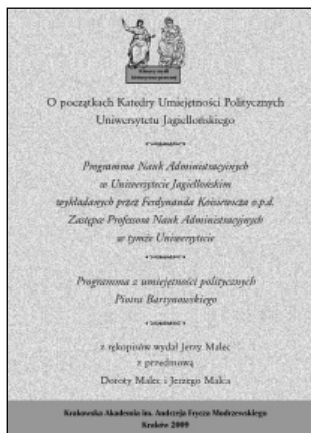 O początkach Katedry Umiejętności Politycznych
Uniwersytetu Jagiellońskiego
Programma Nauk Administracyjnych
w Uniwersytecie Jagiellońskim
wykładanych przez Ferdynanda Koisiewicza o.p.d.
Zastępcę Professora Nauk Administracyjnych
w tymże Uniwersytecie
Programma z umiejętności politycznych
Piotra Bartynowskiego
z rękopisów wydał Jerzy Malec
z przedmową
Doroty Malec i Jerzego Malca
Krakowska Akademia im. Andrzeja Frycza Modrzewskiego
Kraków 2009